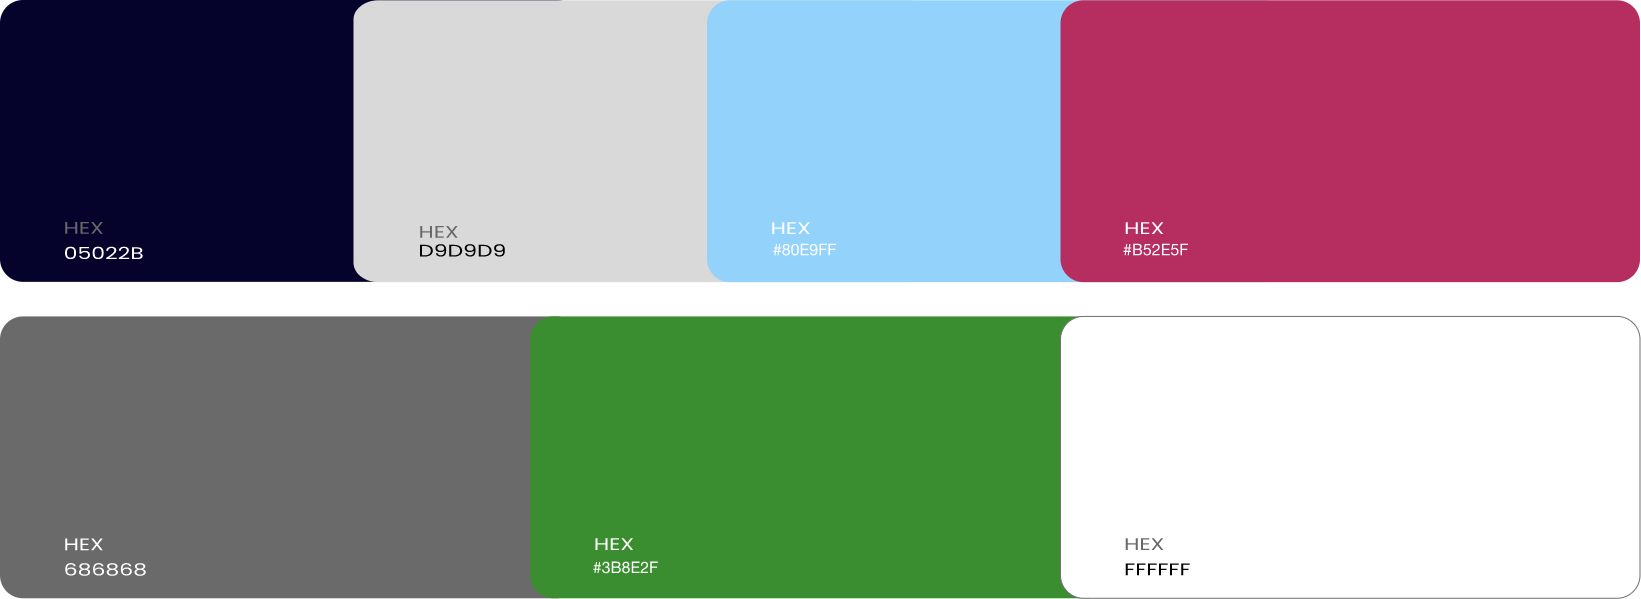 HEX
05022B
HEX
D9D9D9
HEX
#80E9FF
HEX
#B52E5F
HEX
686868
HEX
#3B8E2F
HEX
FFFFFF